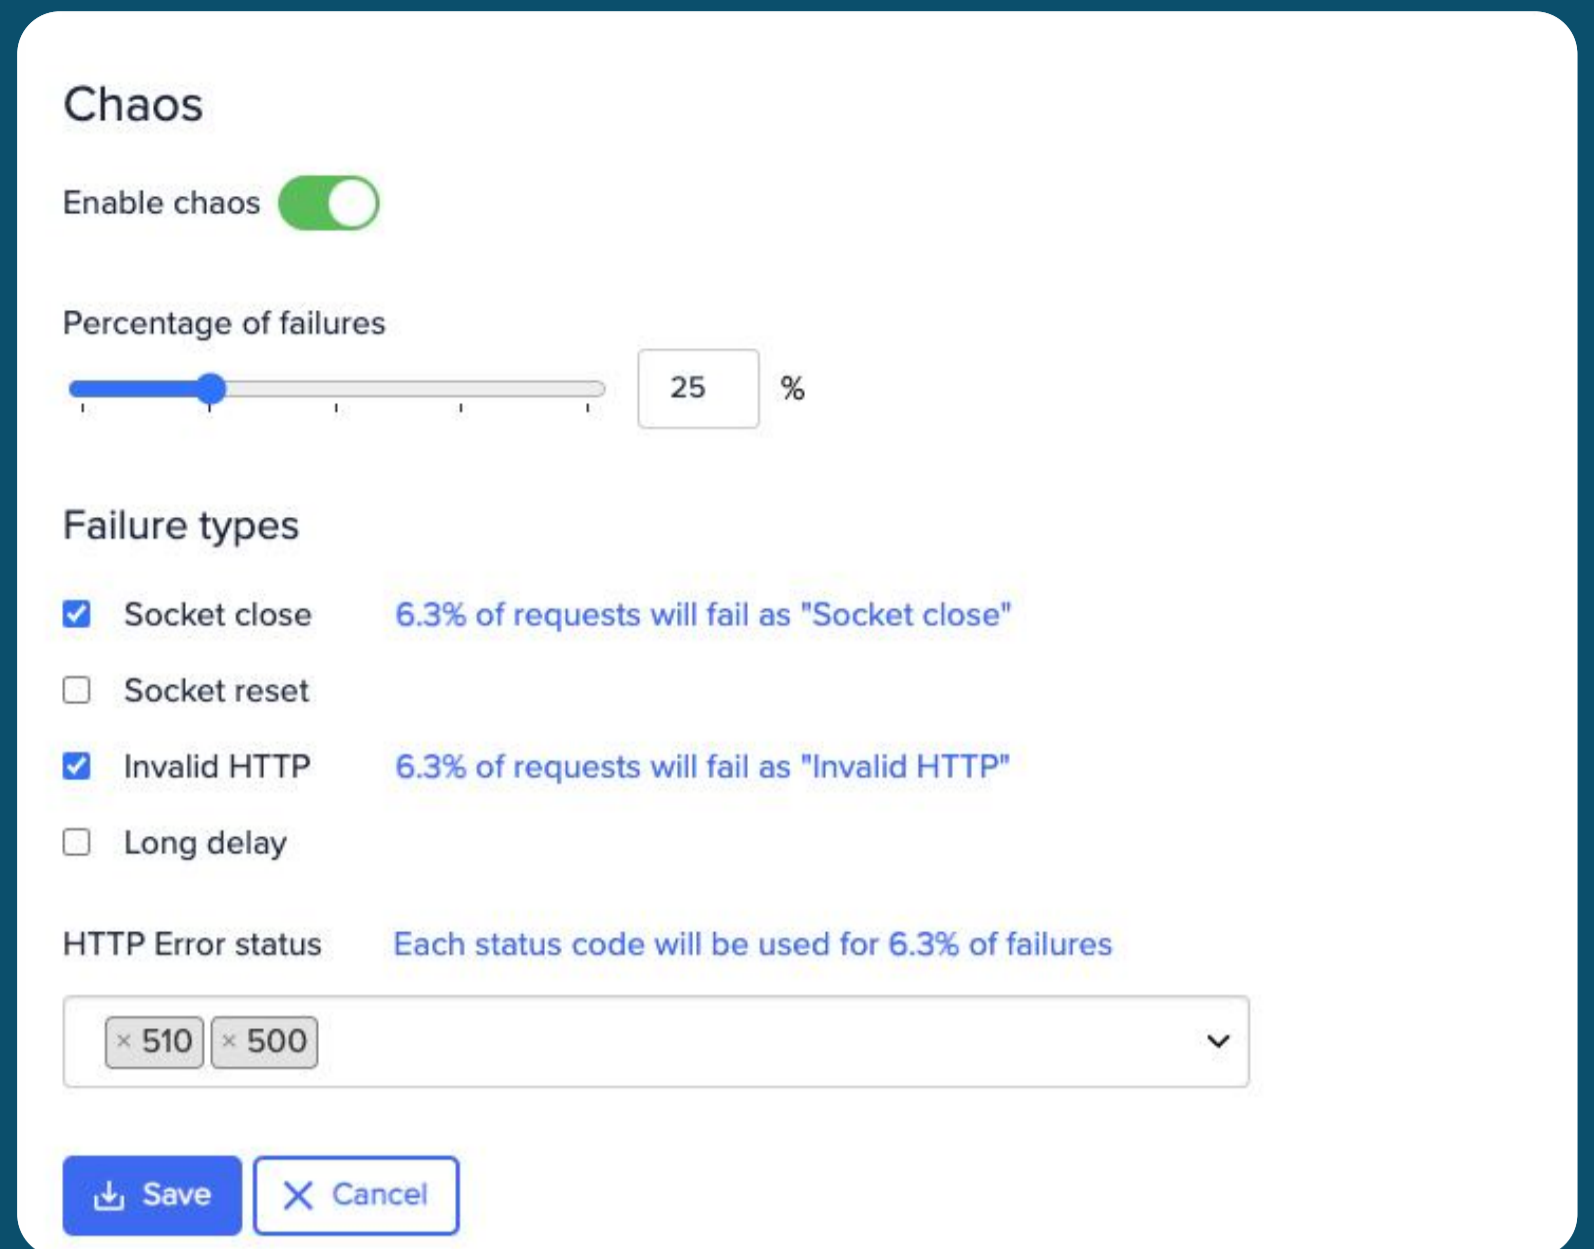 Chaos
Enable chaos
Percentage of failures
25 %
Failure types
Socket close 6.3% of requests will fail as "Socket close"
Socket reset
Invalid HTTP 6.3% of requests will fail as "Invalid HTTP"
Long delay
HTTP Error status Each status code will be used for 6.3% of failures
× 510 × 500
Save Cancel